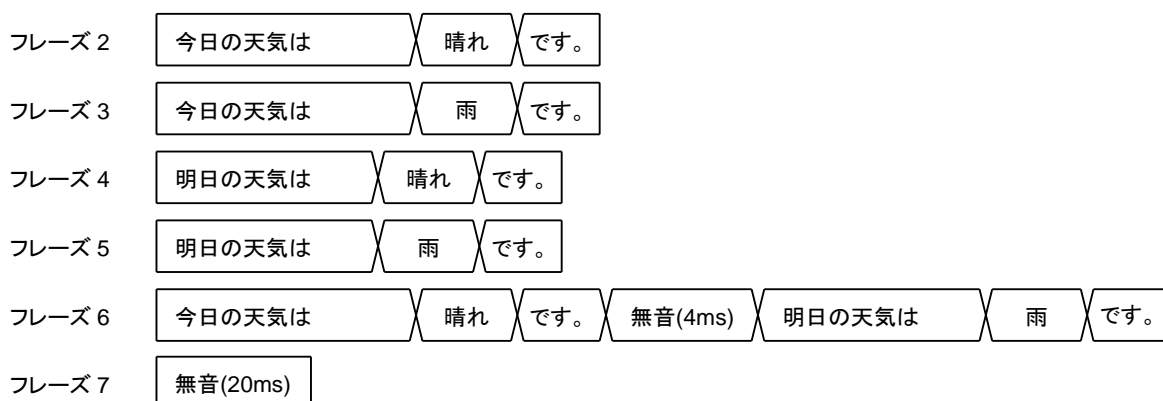 フレーズ 2 今日の天気は 晴れ です。
フレーズ 3 今日の天気は 雨 です。
フレーズ 4 明日の天気は 晴れ です。
フレーズ 5 明日の天気は 雨 です。
フレーズ 6 今日の天気は 晴れ です。 無音(4ms) 明日の天気は 雨 です。
フレーズ 7 無音(20ms)